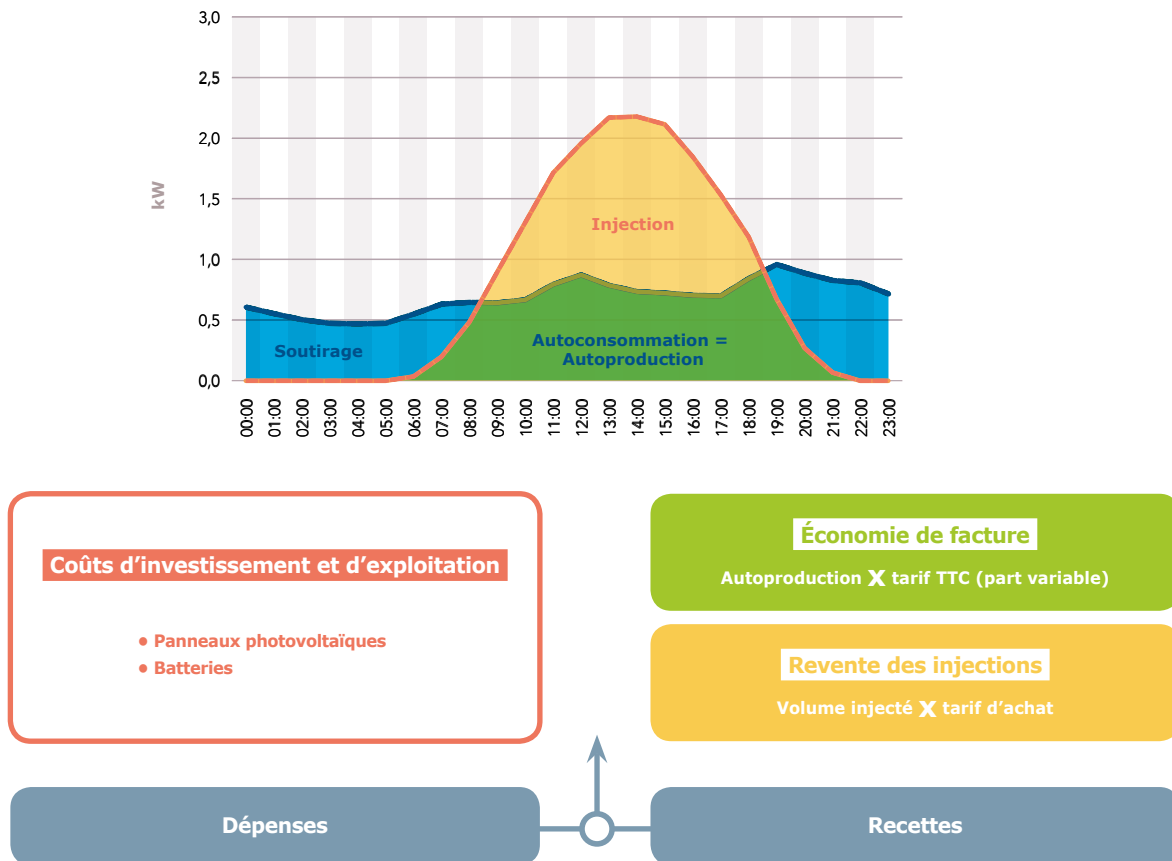 3,0
2,5
2,0
1,5
1,0
0,5
0,0
kW
Injection
Soutirage
Autoconsommation =
Autoproduction
00:00
01:00
02:00
03:00
04:00
05:00
06:00
07:00
08:00
09:00
10:00
11:00
12:00
13:00
14:00
15:00
16:00
17:00
18:00
19:00
20:00
21:00
22:00
23:00
Coûts d’investissement et d’exploitation
• Panneaux photovoltaïques
• Batteries
Économie de facture
Autoproduction X tarif TTC (part variable)
Revente des injections
Volume injecté X tarif d’achat
Dépenses
Recettes